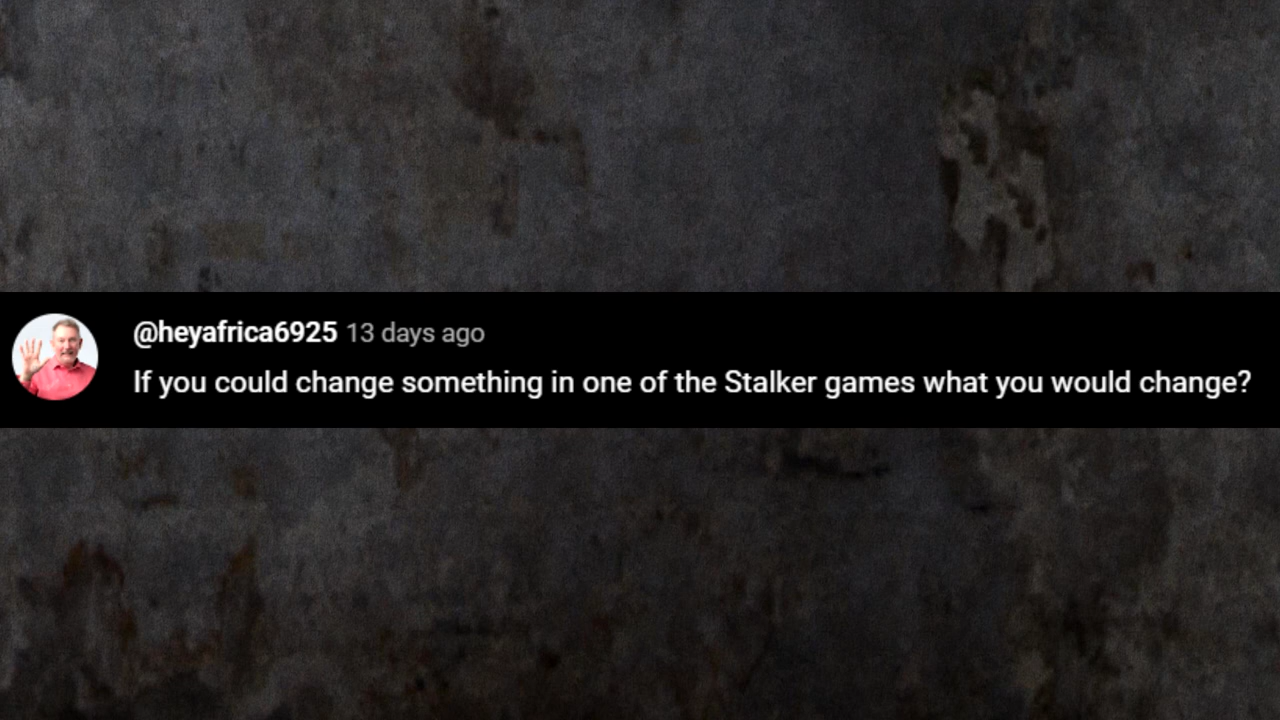 @heyafrica6925 13 days ago
If you could change something in one of the Stalker games what you would change?